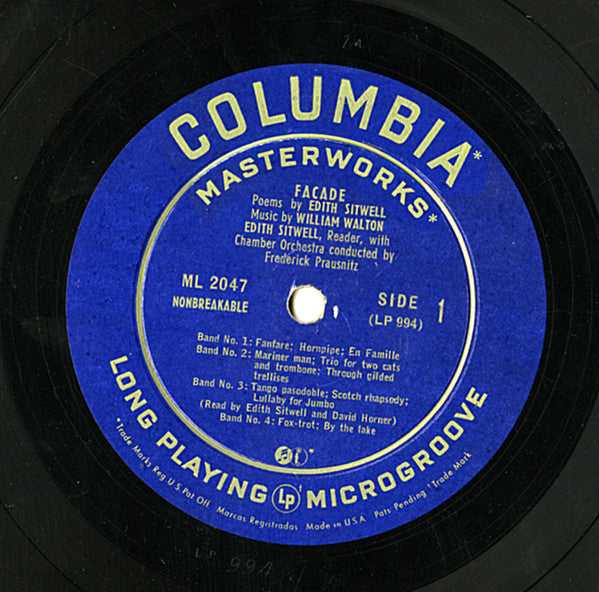 COLUMBIA*
MASTERWORKS*
FACADE
Poems by EDITH SITWELL
Music by WILLIAM WALTON
EDITH SITWELL, Reader, with
Chamber Orchestra conducted by
Frederick Prausnitz
ML 2047
NONBREAKABLE
SIDE 1
(LP 994)
1
Band No. 1: Fanfare; Hornpipe; En Famille
Band No. 2: Mariner man; Trio for two cats
and trombone; Through gilded
trellises
Band No. 3: Tango pasodoble; Scotch rhapsody;
Lullaby for Jumbo
(Read by Edith Sitwell and David Horner)
Band No. 4: Fox-trot; By the lake
LONG PLAYING Lp MICROGROOVE
*Trade Marks Reg U S Pat Off Marcas Registradas Made in U S A Pats Pending 'Trade Mark
LP 994